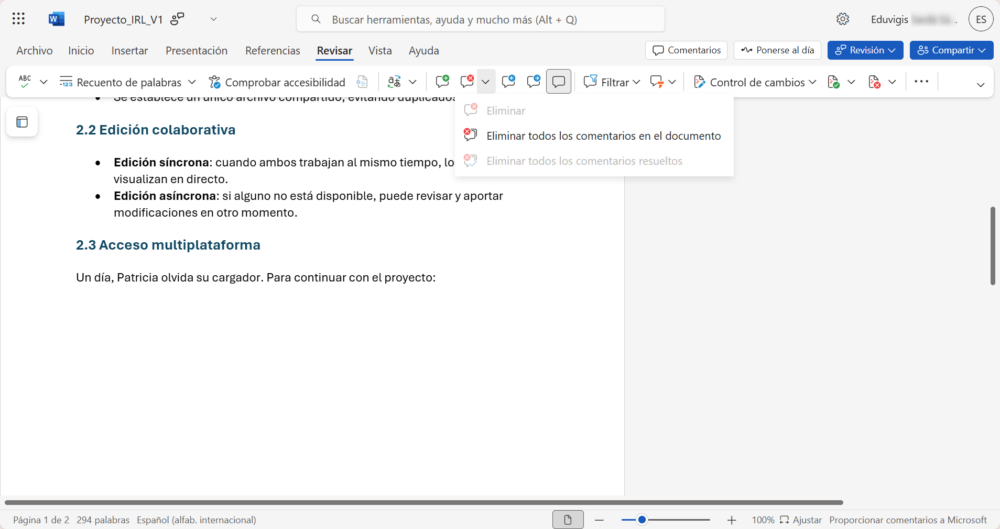 W Proyecto_IRL_V1
Buscar herramientas, ayuda y mucho más (Alt + Q)
Eduvigis
ES
Archivo Inicio Insertar Presentación Referencias Revisar Vista Ayuda
Comentarios Ponerse al día Revisión Compartir
ABC -123 Recuento de palabras Comprobar accesibilidad Filtrar Control de cambios
Se establece un único archivo compartido, evitando duplicados
Eliminar
Eliminar todos los comentarios en el documento
Eliminar todos los comentarios resueltos
2.2 Edición colaborativa
Edición síncrona: cuando ambos trabajan al mismo tiempo, lo
visualizan en directo.
Edición asíncrona: si alguno no está disponible, puede revisar y aportar
modificaciones en otro momento.
2.3 Acceso multiplataforma
Un día, Patricia olvida su cargador. Para continuar con el proyecto:
Página 1 de 2 294 palabras Español (alfab. internacional) 100% Ajustar Proporcionar comentarios a Microsoft